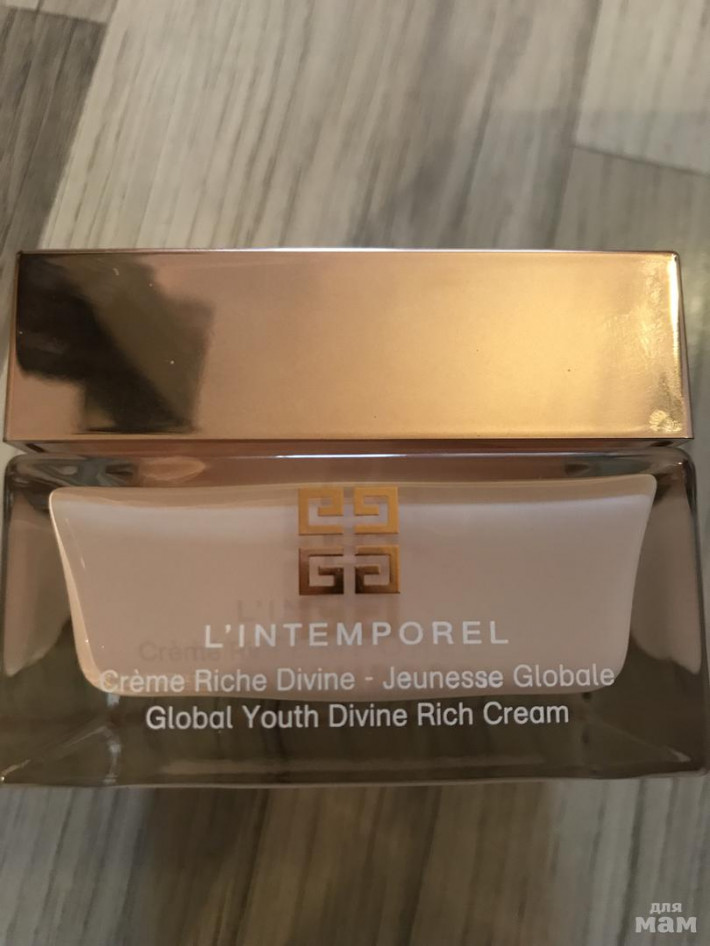 L'INTEMPOREL
Crème Riche Divine - Jeunesse Globale
Global Youth Divine Rich Cream
для
мам